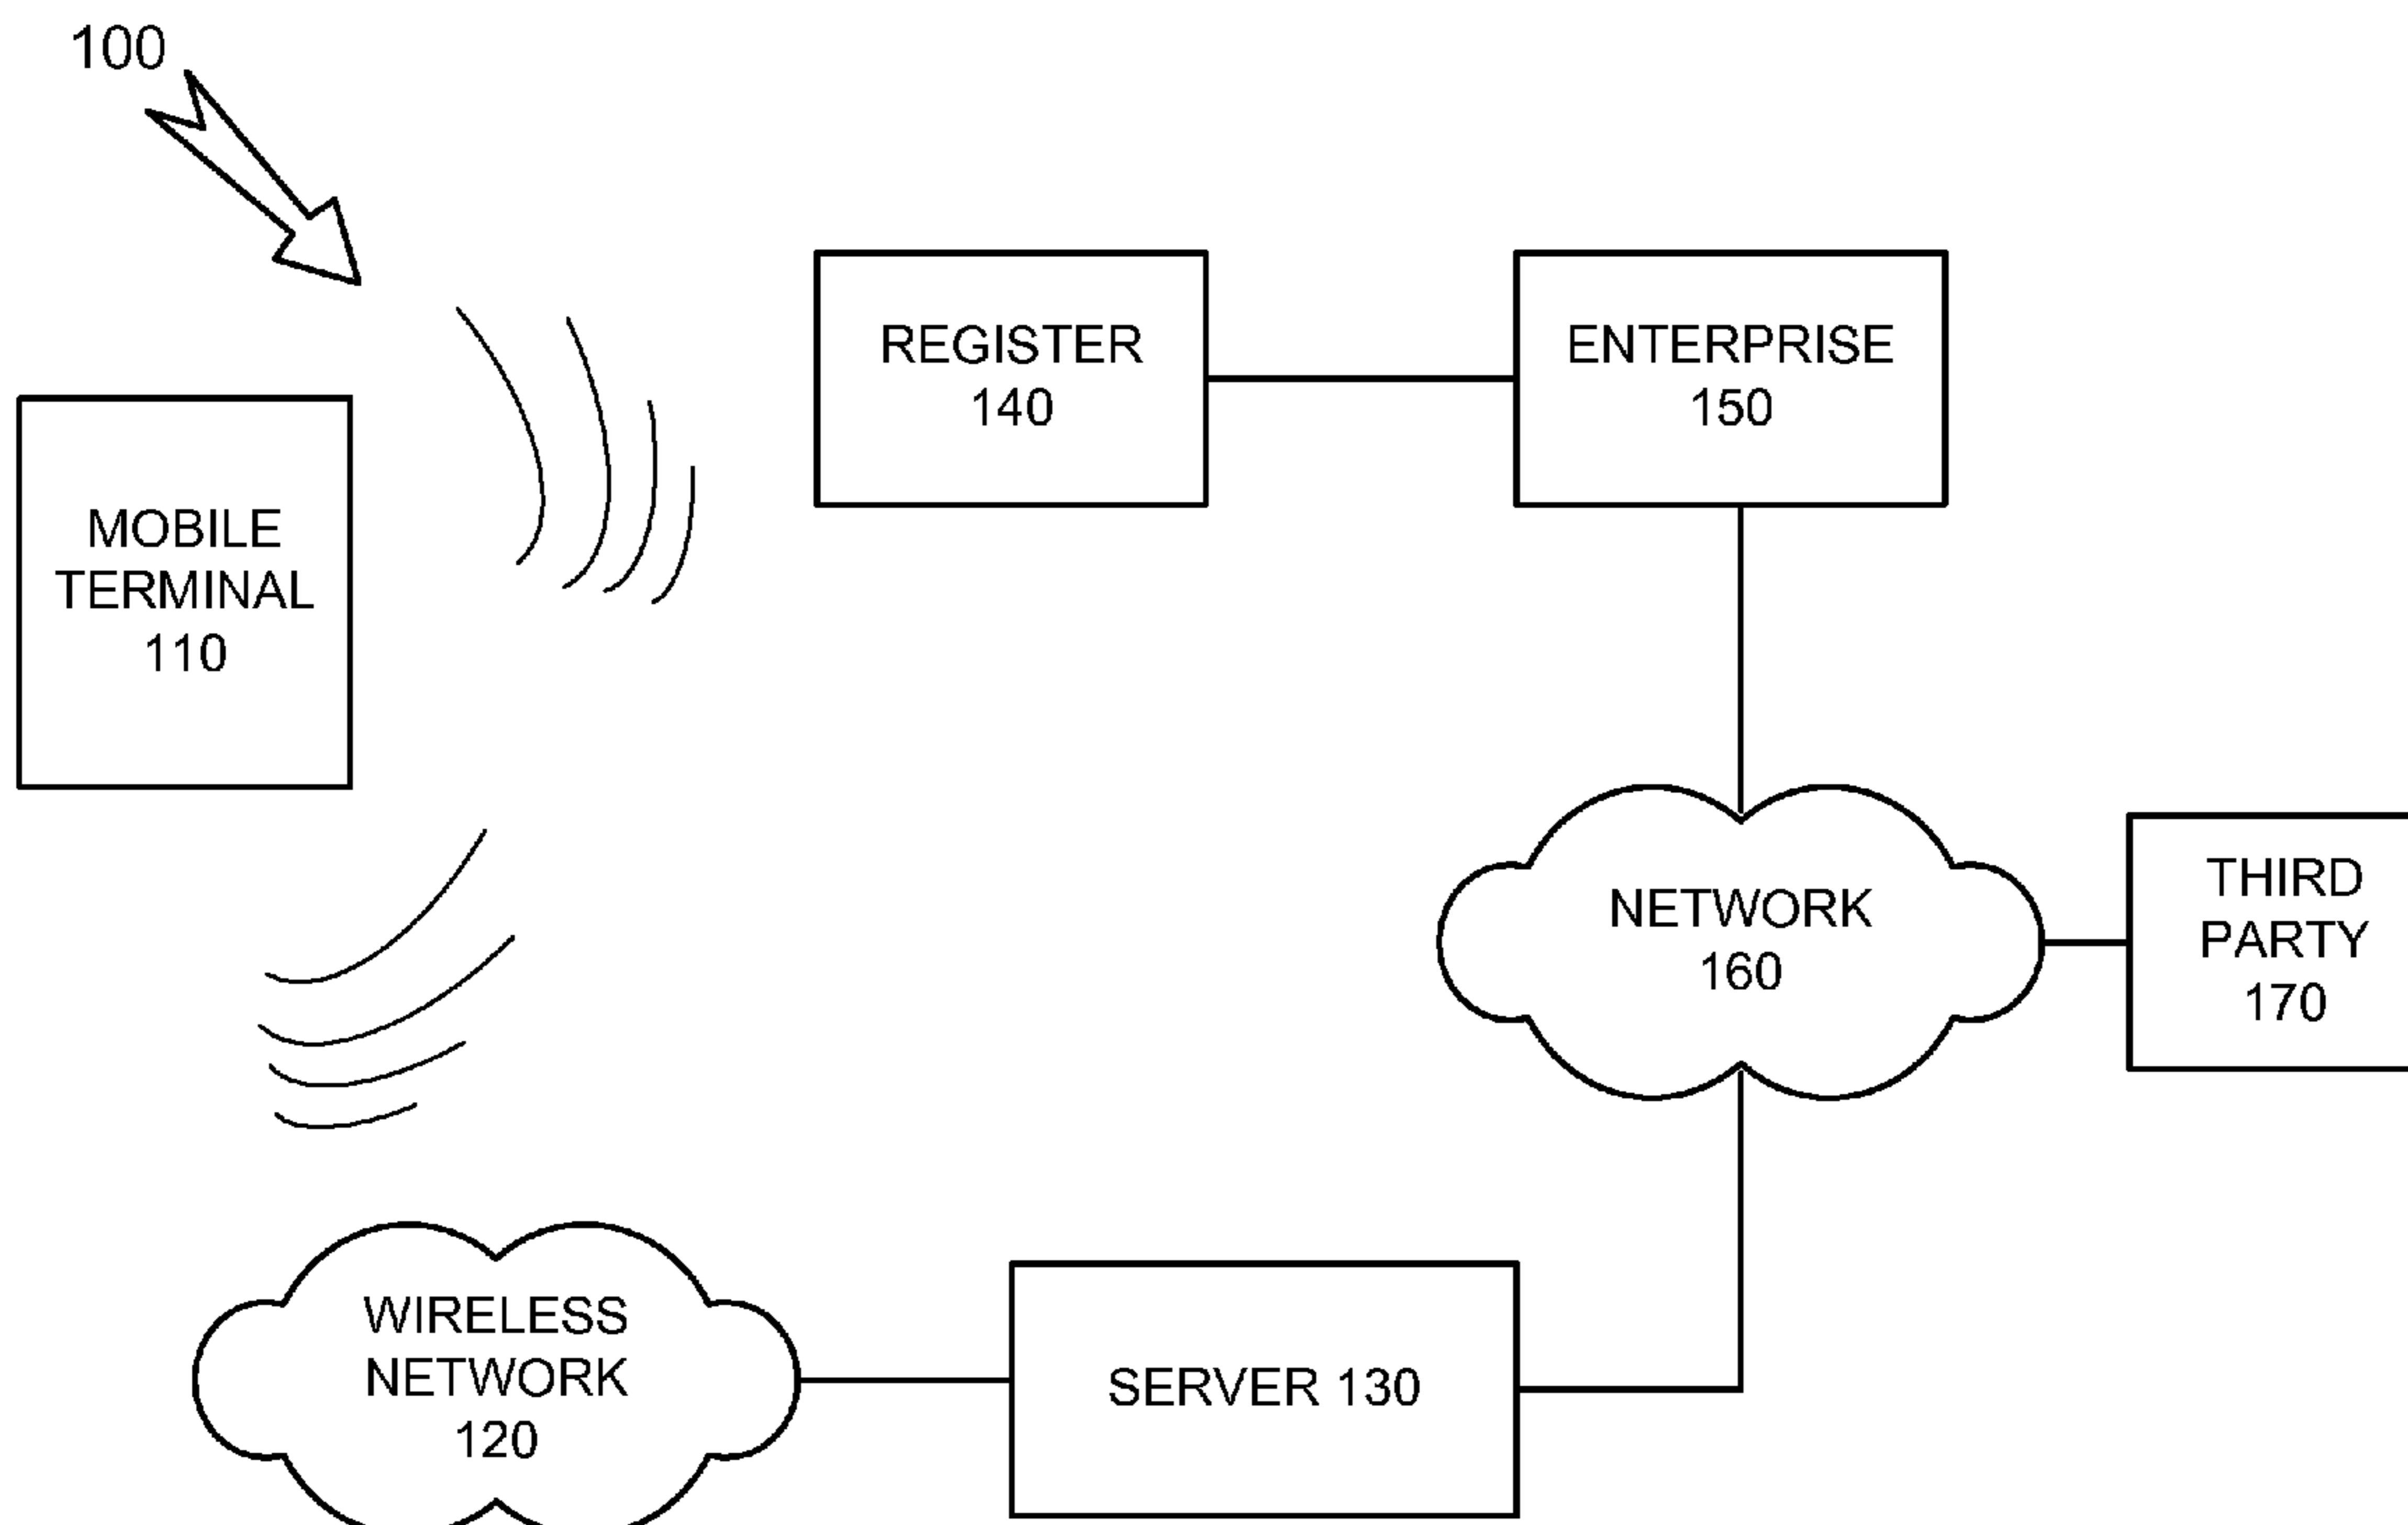 100
REGISTER
140
ENTERPRISE
150
MOBILE
TERMINAL
110
NETWORK
160
THIRD
PARTY
170
WIRELESS
NETWORK
120
SERVER 130